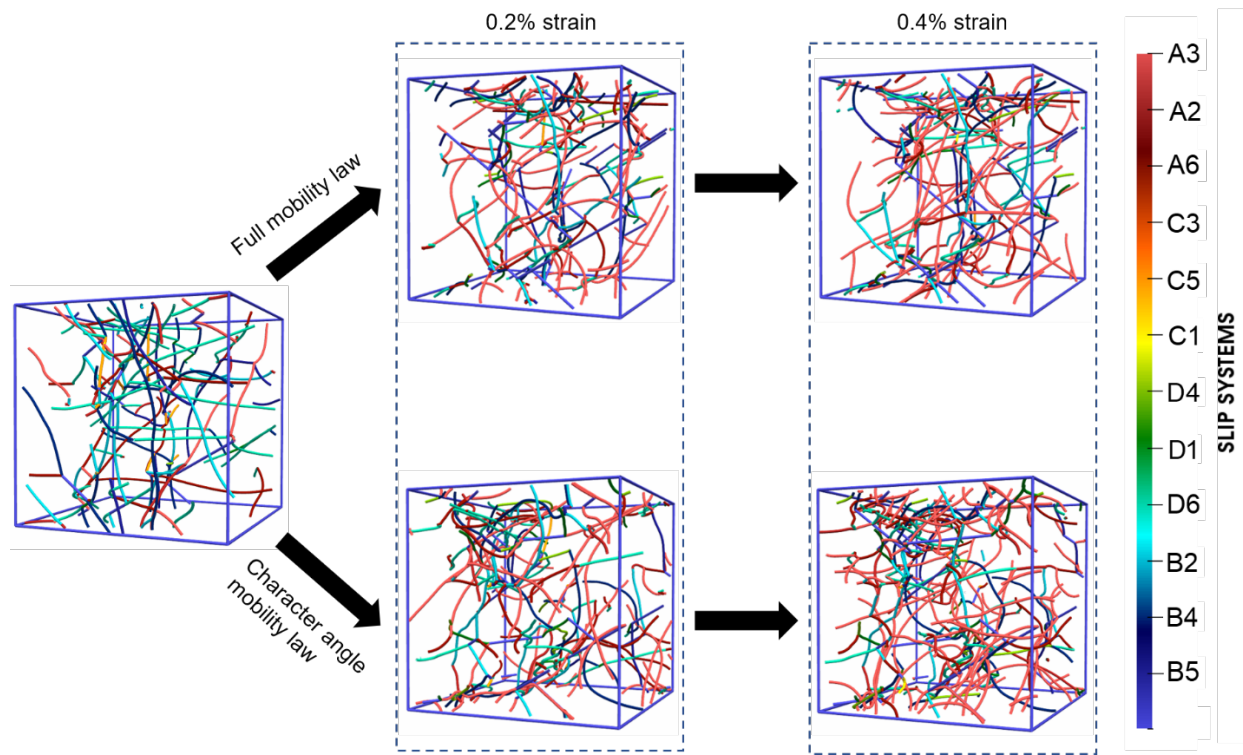 0.2% strain
0.4% strain
Full mobility law
Character angle
mobility law
A3
A2
A6
C3
C5
C1
D4
D1
D6
B2
B4
B5
SLIP SYSTEMS